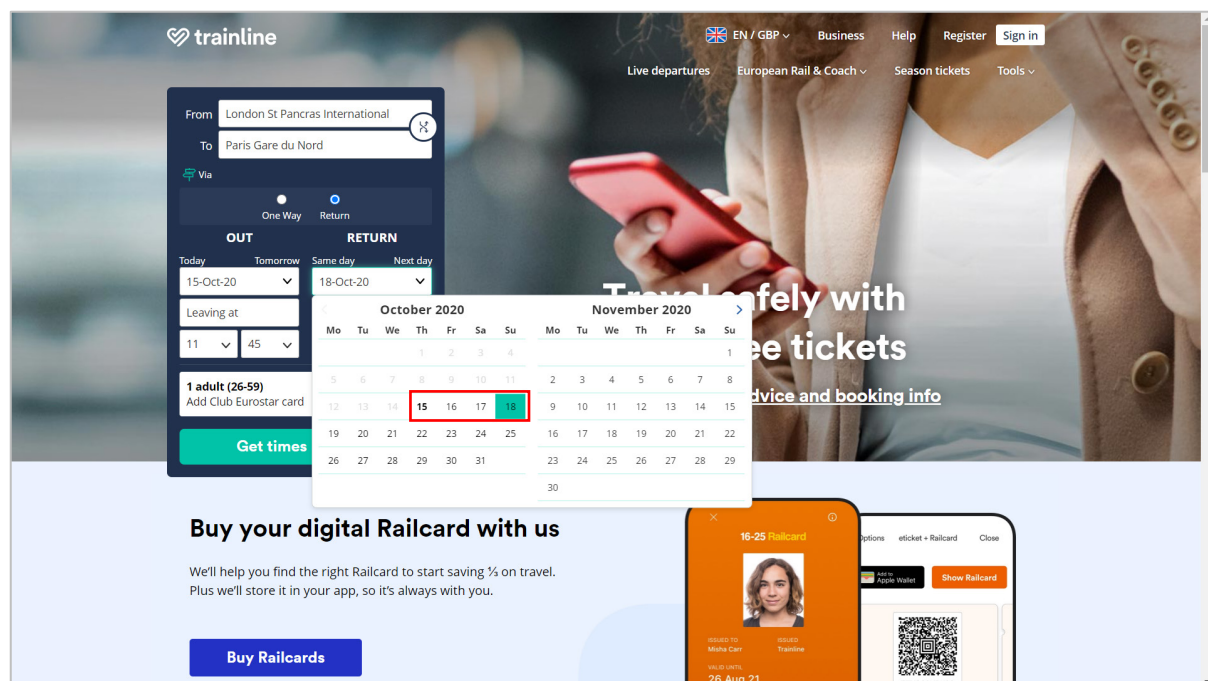 trainline
EN / GBP Business Help Register Sign in
Live departures European Rail & Coach Season tickets Tools
From London St Pancras International
To Paris Gare du Nord
Via
One Way Return
OUT RETURN
Today Tomorrow Same day Next day
15-Oct-20 18-Oct-20
Leaving at
11 45
1 adult (26-59)
Add Club Eurostar card
Get times
October 2020 November 2020
Mo Tu We Th Fr Sa Su Mo Tu We Th Fr Sa Su
1 2 3 4 1
5 6 7 8 9 10 11 2 3 4 5 6 7 8
12 13 14 15 16 17 18 9 10 11 12 13 14 15
19 20 21 22 23 24 25 16 17 18 19 20 21 22
26 27 28 29 30 31 23 24 25 26 27 28 29
30
Travel safely with
tickets
and booking info
Buy your digital Railcard with us
We'll help you find the right Railcard to start saving ⅓ on travel.
Plus we'll store it in your app, so it's always with you.
Buy Railcards
16-25 Railcard
ISSUED TO ISSUED
Misha Carr Trainline
VALID UNTIL
26 Aug 21
Options eticket + Railcard Close
Add to
Apple Wallet
Show Railcard